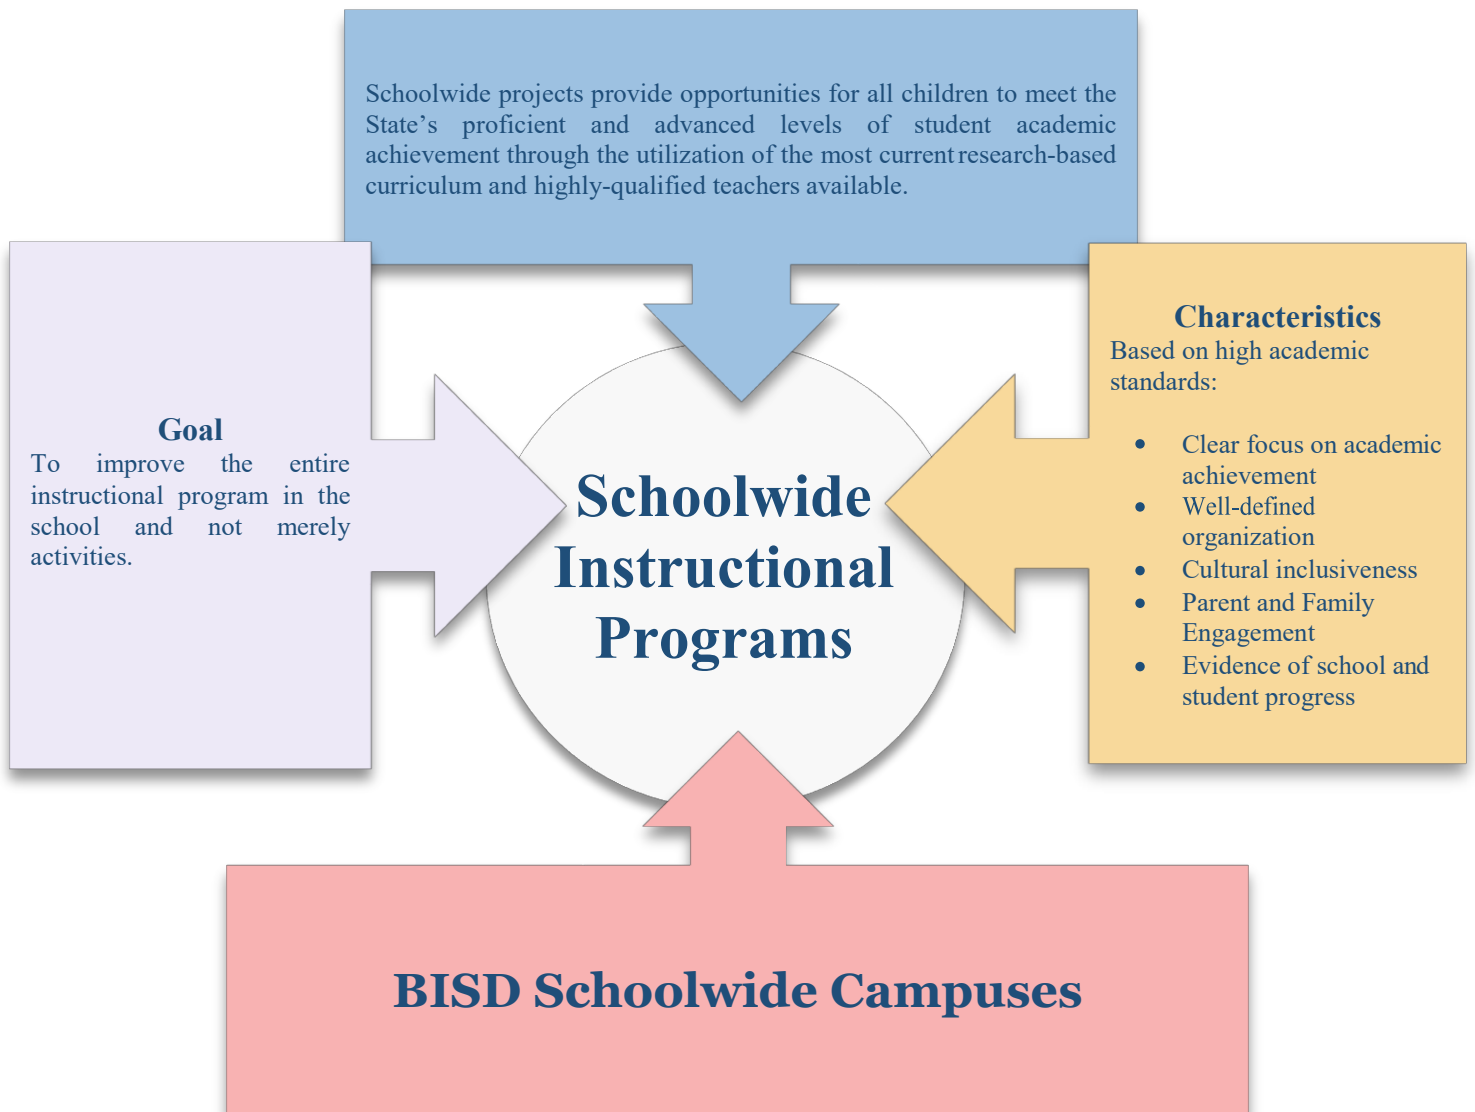 Schoolwide projects provide opportunities for all children to meet the
State’s proficient and advanced levels of student academic
achievement through the utilization of the most current research-based
curriculum and highly-qualified teachers available.
Goal
To improve the entire
instructional program in the
school and not merely
activities.
Schoolwide
Instructional
Programs
Characteristics
Based on high academic
standards:
• Clear focus on academic
achievement
• Well-defined
organization
• Cultural inclusiveness
• Parent and Family
Engagement
• Evidence of school and
student progress
BISD Schoolwide Campuses